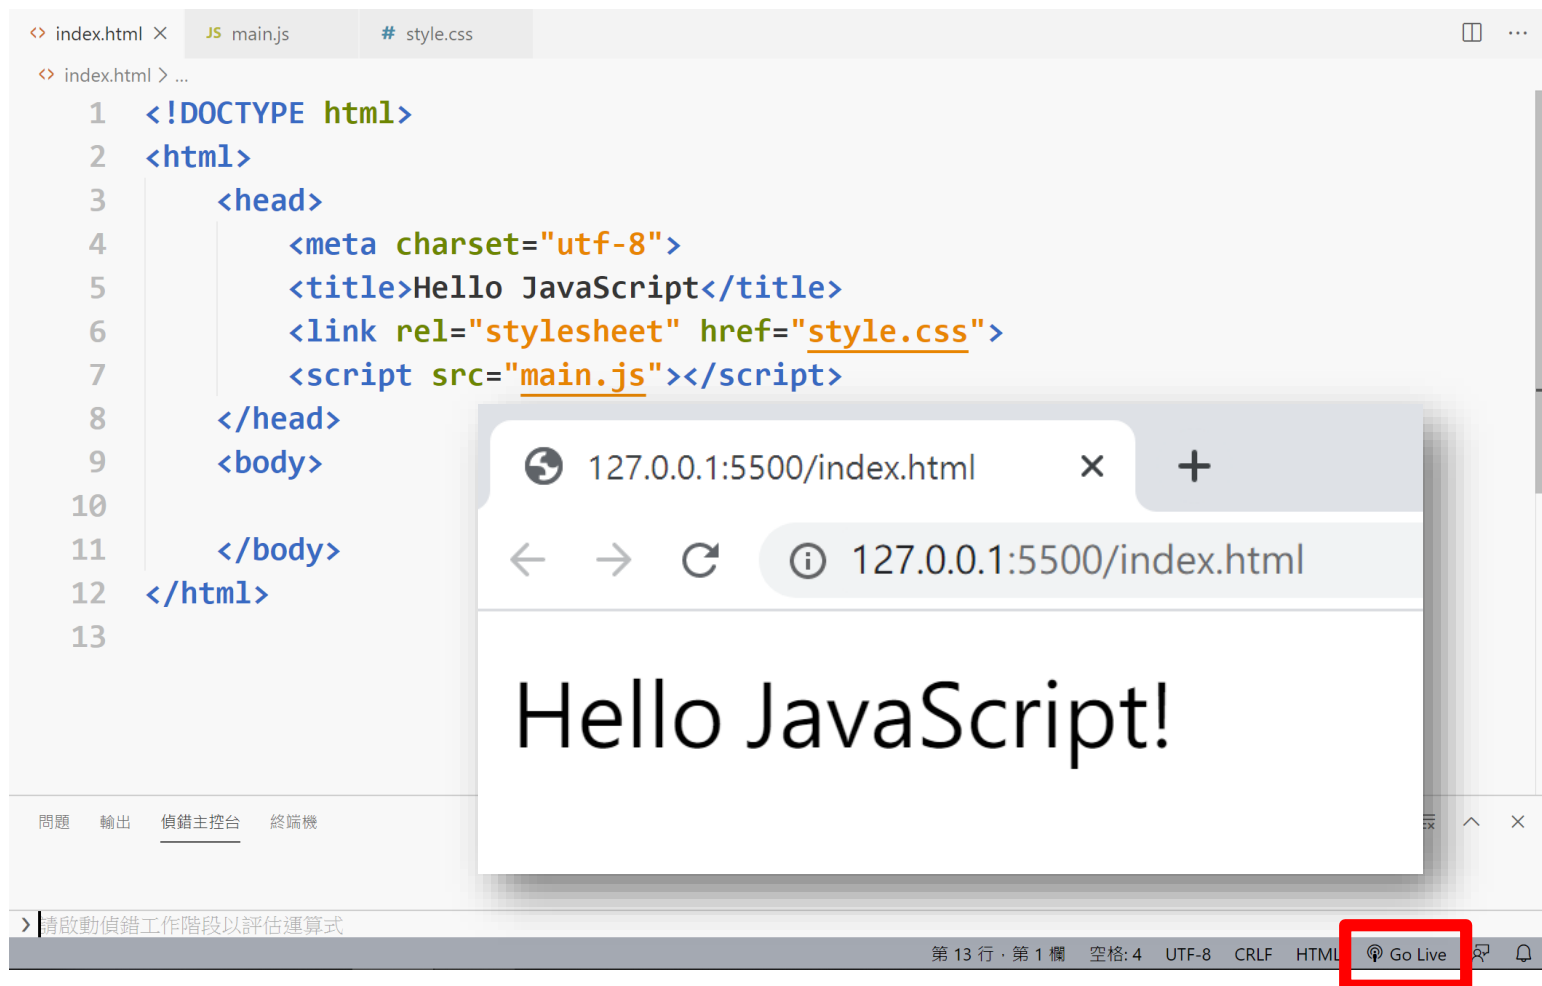 index.html
JS main.js
# style.css
index.html > ...
1 <!DOCTYPE html>
2 <html>
3 <head>
4 <meta charset="utf-8">
5 <title>Hello JavaScript</title>
6 <link rel="stylesheet" href="style.css">
7 <script src="main.js"></script>
8 </head>
9 <body>
10
11 </body>
12 </html>
13
127.0.0.1:5500/index.html
127.0.0.1:5500/index.html
Hello JavaScript!
問題 輸出 偵錯主控台 終端機
請啟動偵錯工作階段以評估運算式
第 13 行，第 1 欄 空格: 4 UTF-8 CRLF HTML Go Live